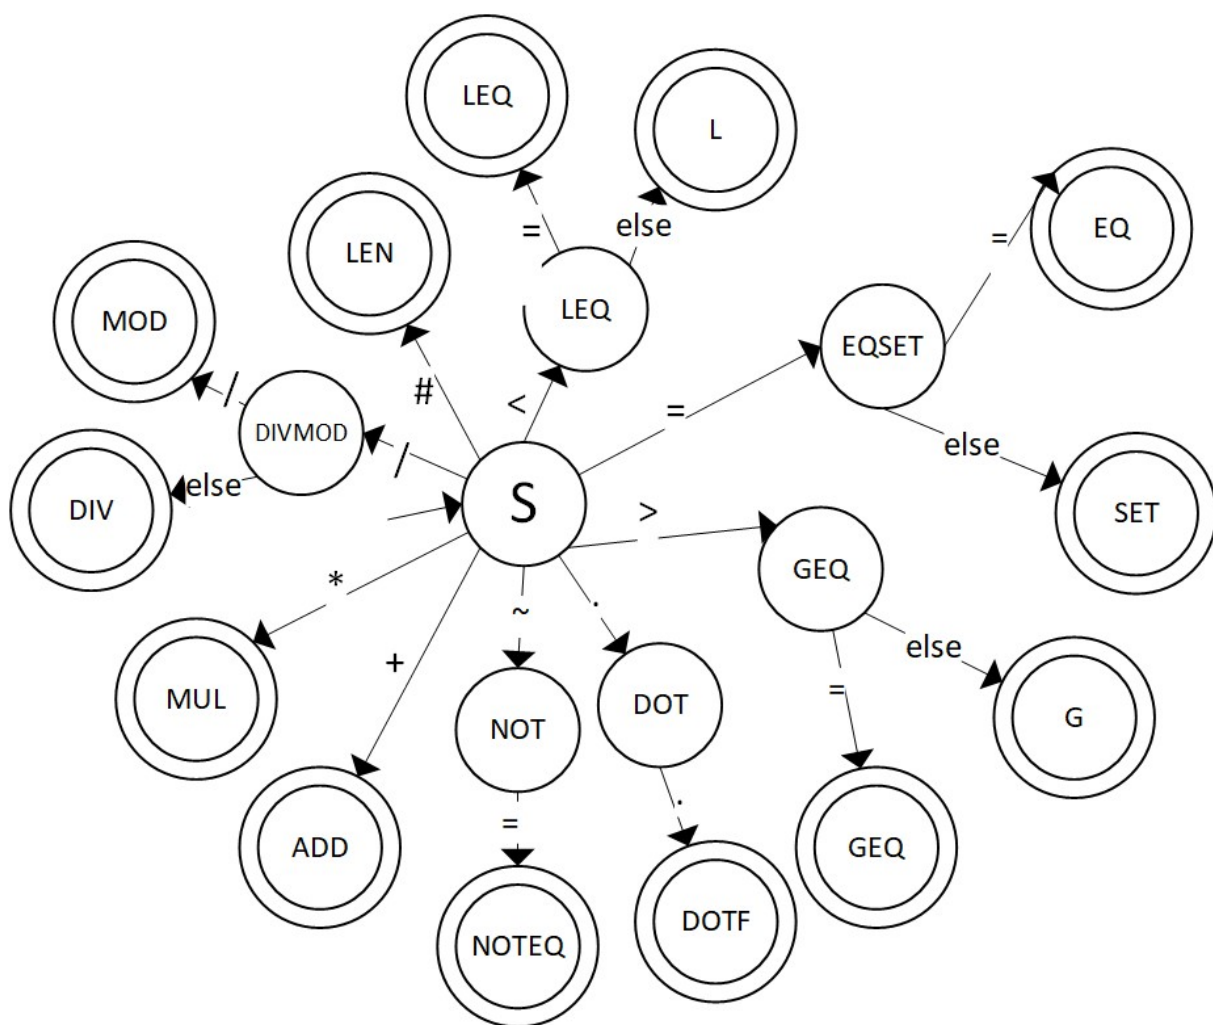 LEQ
L
LEN
=
else
LEQ
EQ
=
MOD
EQSET
/
DIVMOD
#
<
=
else
SET
DIV
else
/
S
>
GEQ
*
~
.
else
+
MUL
NOT
DOT
=
G
ADD
=
.
GEQ
NOTEQ
DOTF